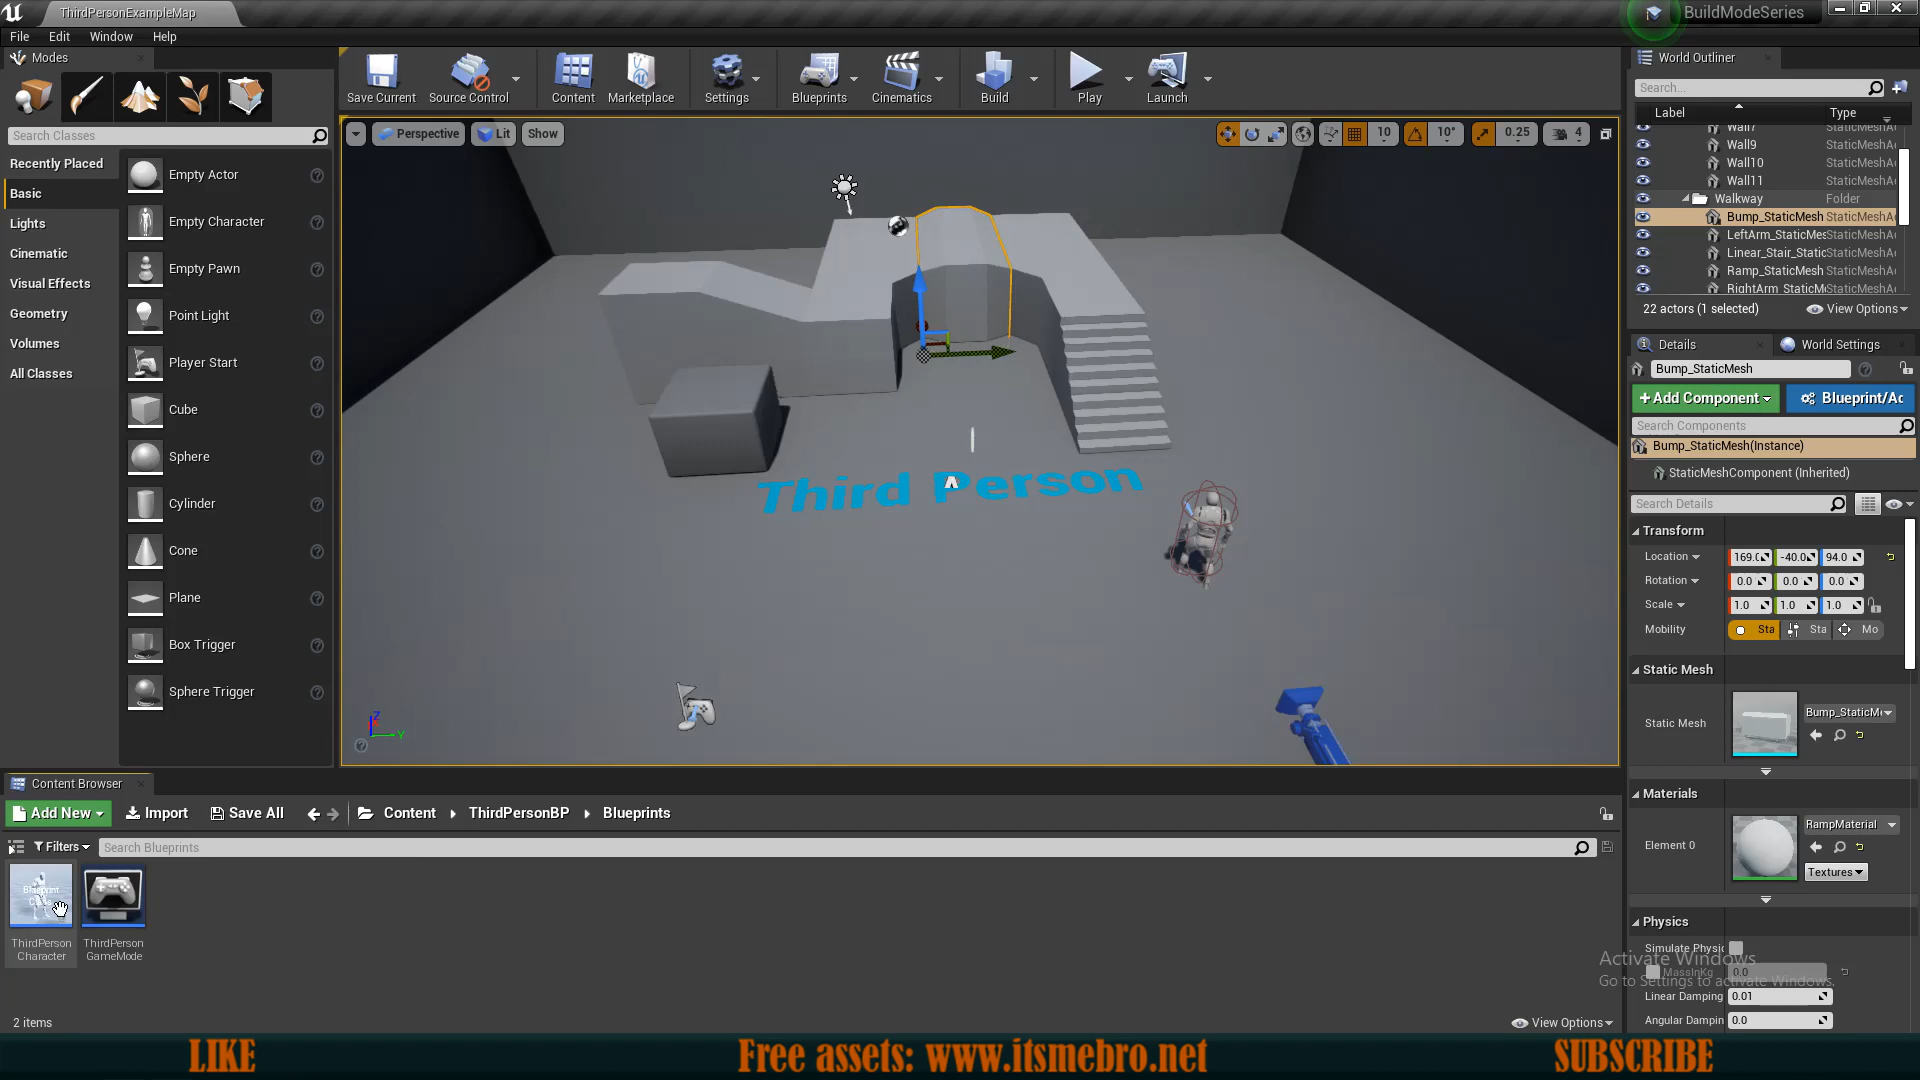 ThirdPersonExampleMap
BuildModeSeries
File Edit Window Help
Modes
Search Classes
Recently Placed
Basic
Lights
Cinematic
Visual Effects
Geometry
Volumes
All Classes
Empty Actor
Empty Character
Empty Pawn
Point Light
Player Start
Cube
Sphere
Cylinder
Cone
Plane
Box Trigger
Sphere Trigger
Save Current
Source Control
Content
Marketplace
Settings
Blueprints
Cinematics
Build
Play
Launch
Perspective
Lit
Show
10
10°
0.25
4
Third Person
Z
Y
World Outliner
Search...
Label Type
Wall7 StaticMeshA
Wall9 StaticMeshA
Wall10 StaticMeshA
Wall11 StaticMeshA
Walkway Folder
Bump_StaticMesh StaticMeshA
LeftArm_StaticMes StaticMeshA
Linear_Stair_Static StaticMeshA
Ramp_StaticMesh StaticMeshA
RightArm_StaticM StaticMeshA
22 actors (1 selected)
View Options
Details
World Settings
Bump_StaticMesh
+Add Component
Blueprint/Ac
Search Components
Bump_StaticMesh(Instance)
StaticMeshComponent (Inherited)
Search Details
Transform
Location 169.0 -40.0 94.0
Rotation 0.0 0.0 0.0
Scale 1.0 1.0 1.0
Mobility Sta Sta Mo
Static Mesh
Static Mesh
Bump_StaticM
Materials
Element 0
RampMaterial
Textures
Physics
Simulate Physic
MassInKg 0.0
Linear Damping 0.01
Angular Dampin 0.0
Activate Windows
Go to Settings to activate Windows.
Content Browser
Add New
Import
Save All
Content
ThirdPersonBP
Blueprints
Filters
Search Blueprints
Blueprint
ThirdPerson
Character
ThirdPerson
GameMode
2 items
View Options
LIKE
Free assets: www.itsmebro.net
SUBSCRIBE